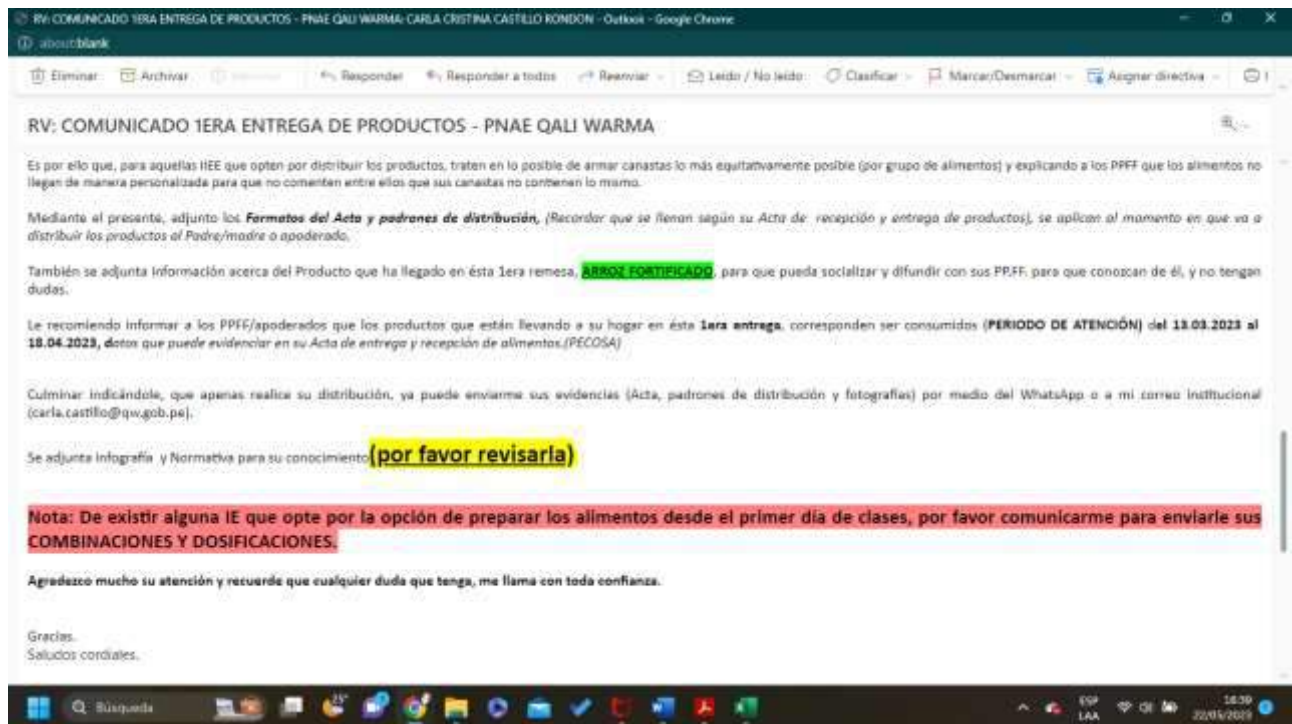 RV: COMUNICADO 1ERA ENTREGA DE PRODUCTOS - PNAE QALI WARMA: CARLA CRISTINA CASTILLO RONDON - Outlook - Google Chrome
about:blank
Eliminar Archivar Responder Responder a todos Reenviar Leído / No leído Clasificar Marcar/Desmarcar Asignar directiva
RV: COMUNICADO 1ERA ENTREGA DE PRODUCTOS - PNAE QALI WARMA
Es por ello que, para aquellas IIEE que opten por distribuir los productos, traten en lo posible de armar canastas lo más equitativamente posible (por grupo de alimentos) y explicando a los PPFF que los alimentos no
llegan de manera personalizada para que no comenten entre ellos que sus canastas no contienen lo mismo.
Mediante el presente, adjunto los Formatos del Acta y padrones de distribución, (Recordar que se llenan según su Acta de recepción y entrega de productos), se aplican al momento en que va a
distribuir los productos al Padre/madre o apoderado.
También se adjunta información acerca del Producto que ha llegado en ésta 1era remesa, ARROZ FORTIFICADO, para que pueda socializar y difundir con sus PP.FF. para que conozcan de él, y no tengan
dudas.
Le recomiendo informar a los PPFF/apoderados que los productos que están llevando a su hogar en ésta 1era entrega, corresponden ser consumidos (PERIODO DE ATENCIÓN) del 13.03.2023 al
18.04.2023, datos que puede evidenciar en su Acta de entrega y recepción de alimentos.(PECOSA)
Culminar indicándole, que apenas realice su distribución, ya puede enviarme sus evidencias (Acta, padrones de distribución y fotografías) por medio del WhatsApp o a mi correo institucional
(carla.castillo@qw.gob.pe).
Se adjunta Infografía y Normativa para su conocimiento(por favor revisarla)
Nota: De existir alguna IE que opte por la opción de preparar los alimentos desde el primer día de clases, por favor comunicarme para enviarle sus
COMBINACIONES Y DOSIFICACIONES.
Agradezco mucho su atención y recuerde que cualquier duda que tenga, me llama con toda confianza.
Gracias.
Saludos cordiales.
25°
Búsqueda
ESP
LAA
16:39
22/05/2023